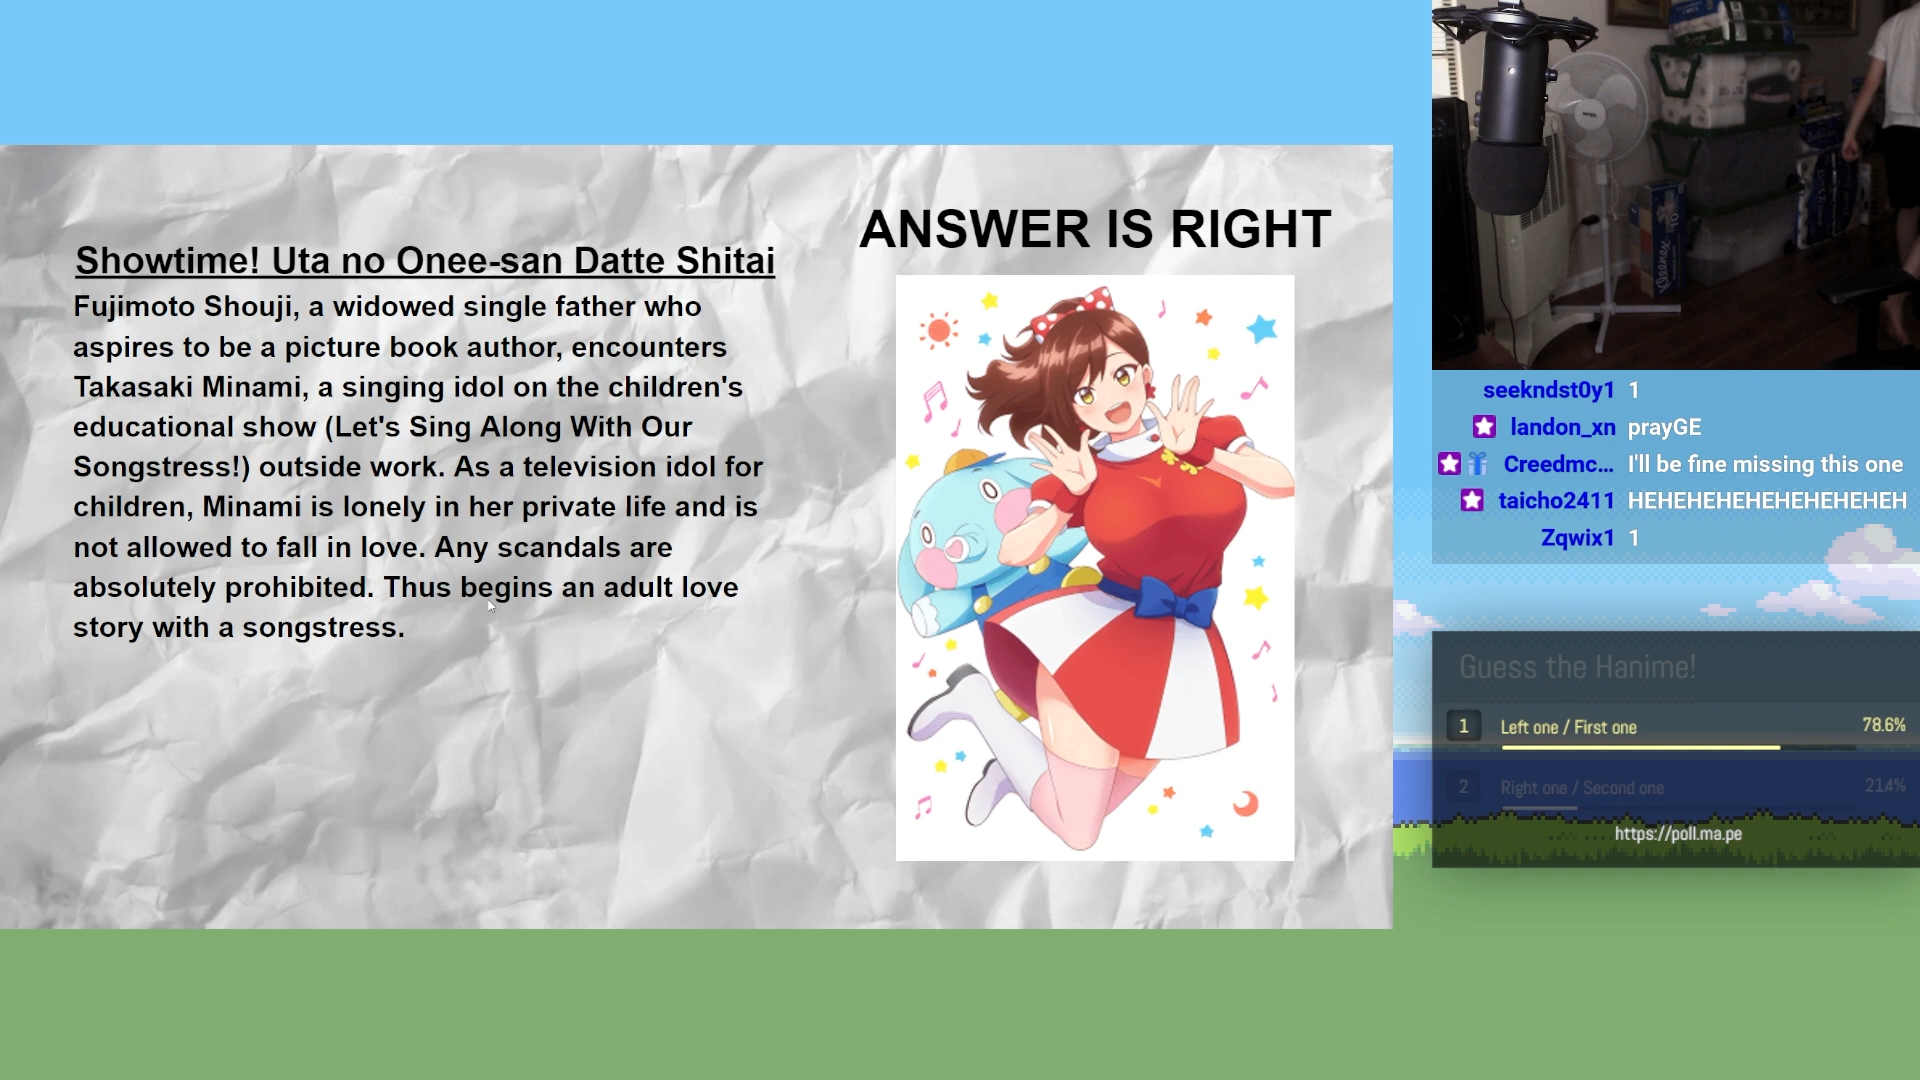 ANSWER IS RIGHT
Showtime! Uta no Onee-san Datte Shitai
Fujimoto Shouji, a widowed single father who
aspires to be a picture book author, encounters
Takasaki Minami, a singing idol on the children's
educational show (Let's Sing Along With Our
Songstress!) outside work. As a television idol for
children, Minami is lonely in her private life and is
not allowed to fall in love. Any scandals are
absolutely prohibited. Thus begins an adult love
story with a songstress.
seekndst0y1 1
landon_xn prayGE
Creedmc... I'll be fine missing this one
taicho2411 HEHEHEHEHEHEHEHEHEH
Zqwix1 1
Guess the Hanime!
1 Left one / First one 78.6%
2 Right one / Second one 21.4%
https://poll.ma.pe
Kleenex